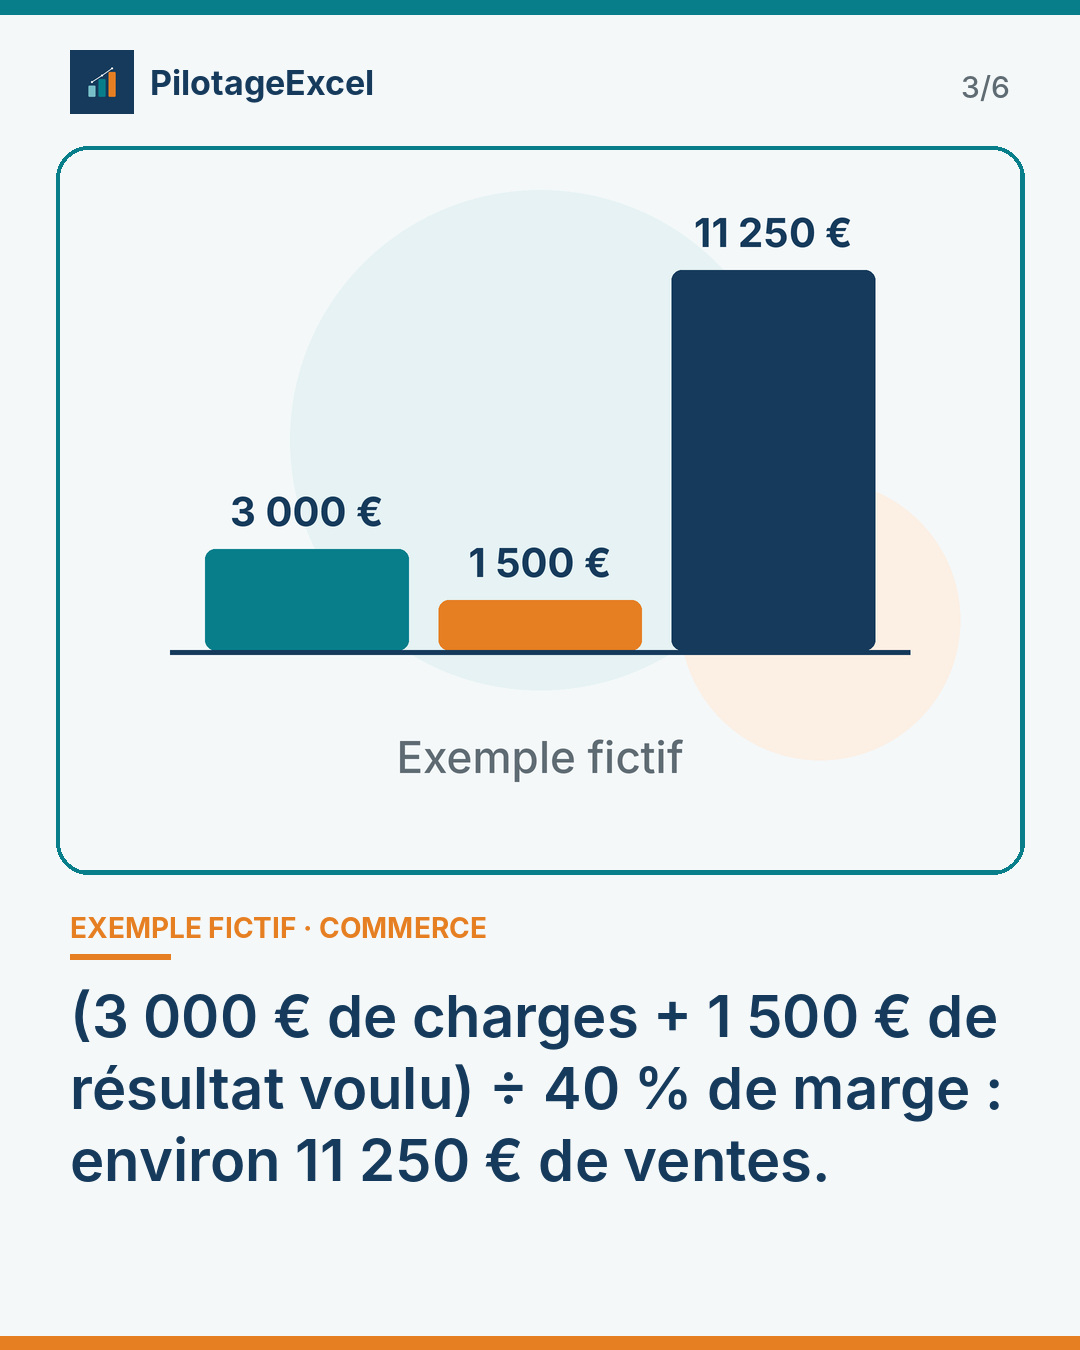 PilotageExcel
3/6
11 250 €
3 000 €
1 500 €
Exemple fictif
EXEMPLE FICTIF · COMMERCE
(3 000 € de charges + 1 500 € de
résultat voulu) ÷ 40 % de marge :
environ 11 250 € de ventes.